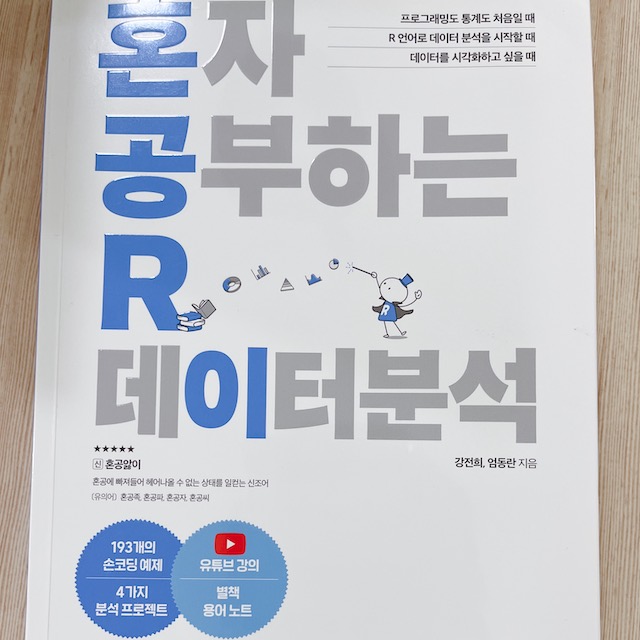 혼자
프로그래밍도 통계도 처음일 때
R 언어로 데이터 분석을 시작할 때
데이터를 시각화하고 싶을 때
공부하는
R
R
데이터분석
★★★★★
신 혼공앓이
강전희, 엄동란 지음
혼공에 빠져들어 헤어나올 수 없는 상태를 일컫는 신조어
(유의어) 혼공족, 혼공파, 혼공자, 혼공씨
193개의
손코딩 예제
4가지
분석 프로젝트
유튜브 강의
별책
용어 노트